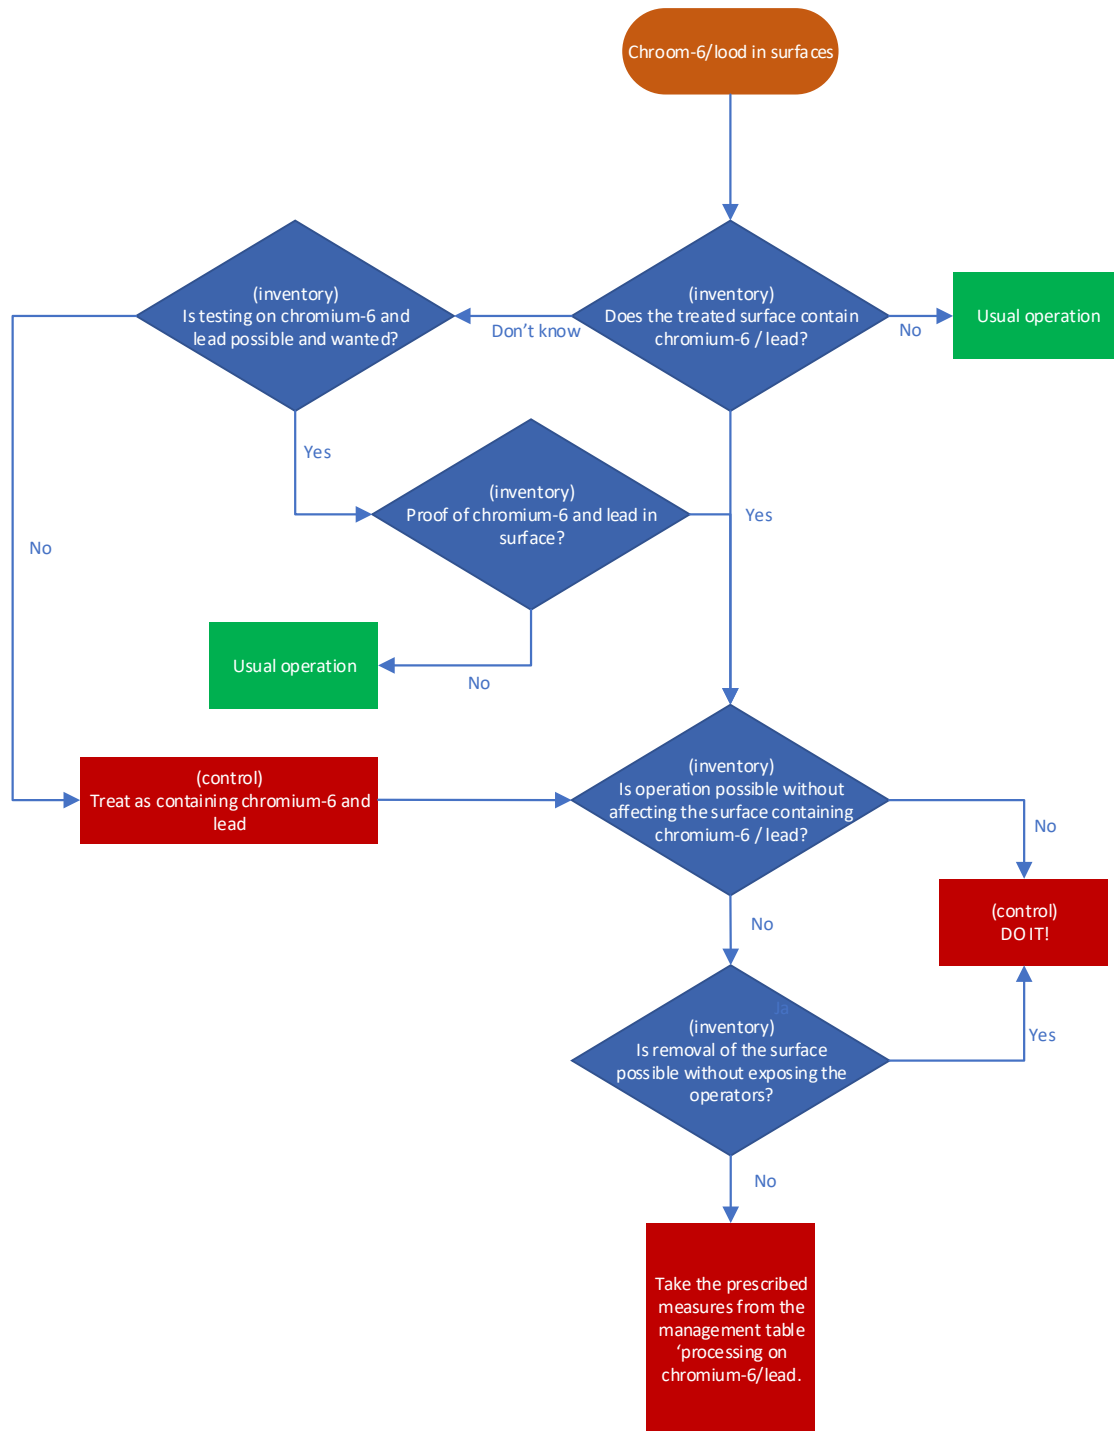 Chroom-6/lood in surfaces
(inventory)
Is testing on chromium-6 and
lead possible and wanted?
Don't know
(inventory)
Does the treated surface contain
chromium-6 / lead?
No
Usual operation
Yes
(inventory)
Proof of chromium-6 and lead in
surface?
Yes
No
Usual operation
No
(control)
Treat as containing chromium-6 and
lead
(inventory)
Is operation possible without
affecting the surface containing
chromium-6 / lead?
No
(control)
DO IT!
No
Ja
(inventory)
Is removal of the surface
possible without exposing the
operators?
Yes
No
Take the prescribed
measures from the
management table
‘processing on
chromium-6/lead.